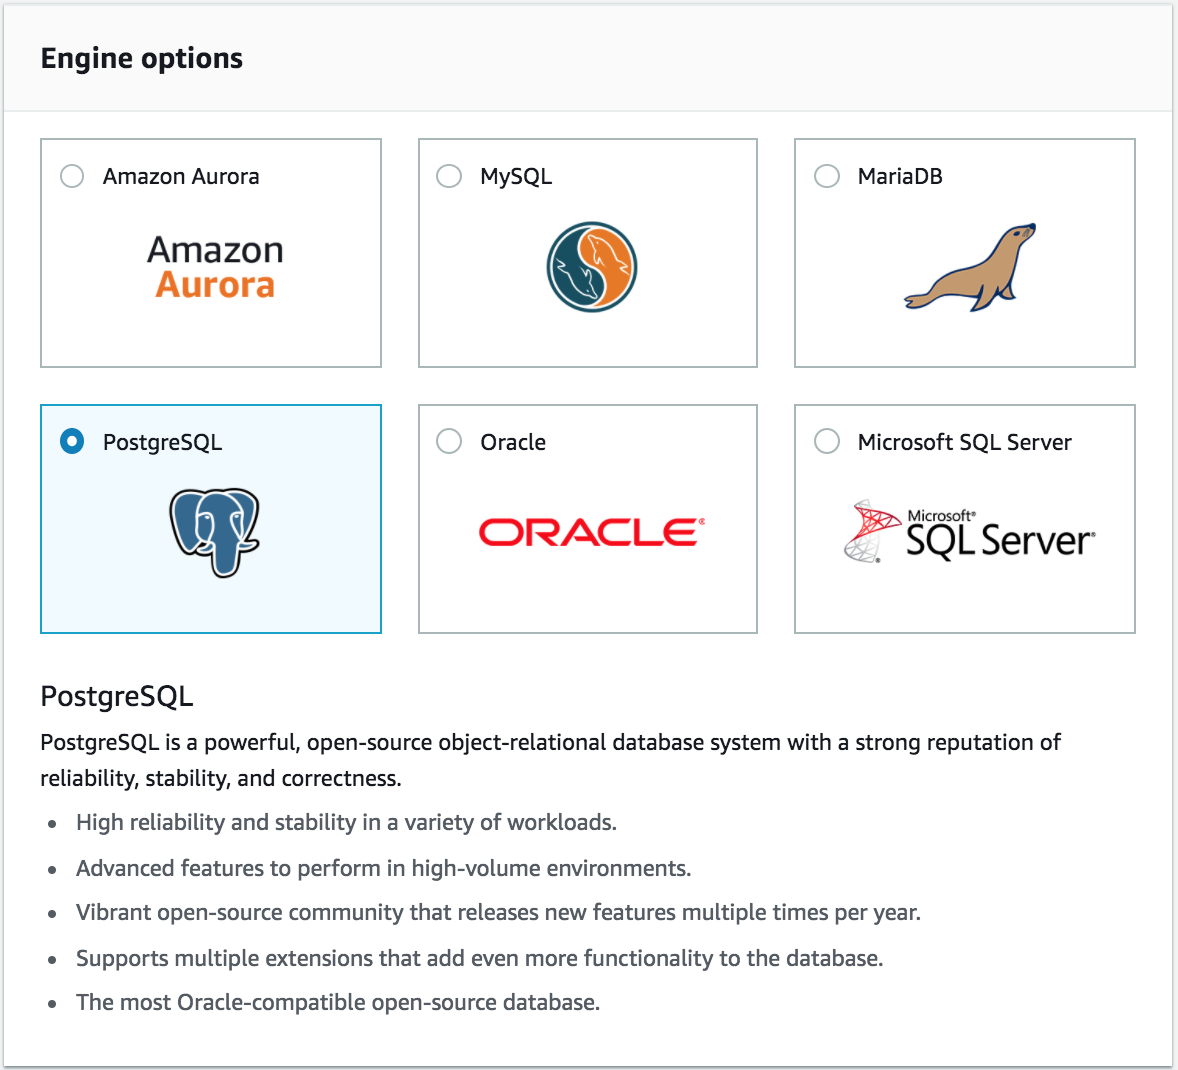 Engine options
Amazon Aurora
MySQL
MariaDB
Amazon
Aurora
PostgreSQL
Oracle
Microsoft SQL Server
ORACLE®
Microsoft®
SQL Server®
®
PostgreSQL
PostgreSQL is a powerful, open-source object-relational database system with a strong reputation of
reliability, stability, and correctness.
• High reliability and stability in a variety of workloads.
• Advanced features to perform in high-volume environments.
• Vibrant open-source community that releases new features multiple times per year.
• Supports multiple extensions that add even more functionality to the database.
• The most Oracle-compatible open-source database.